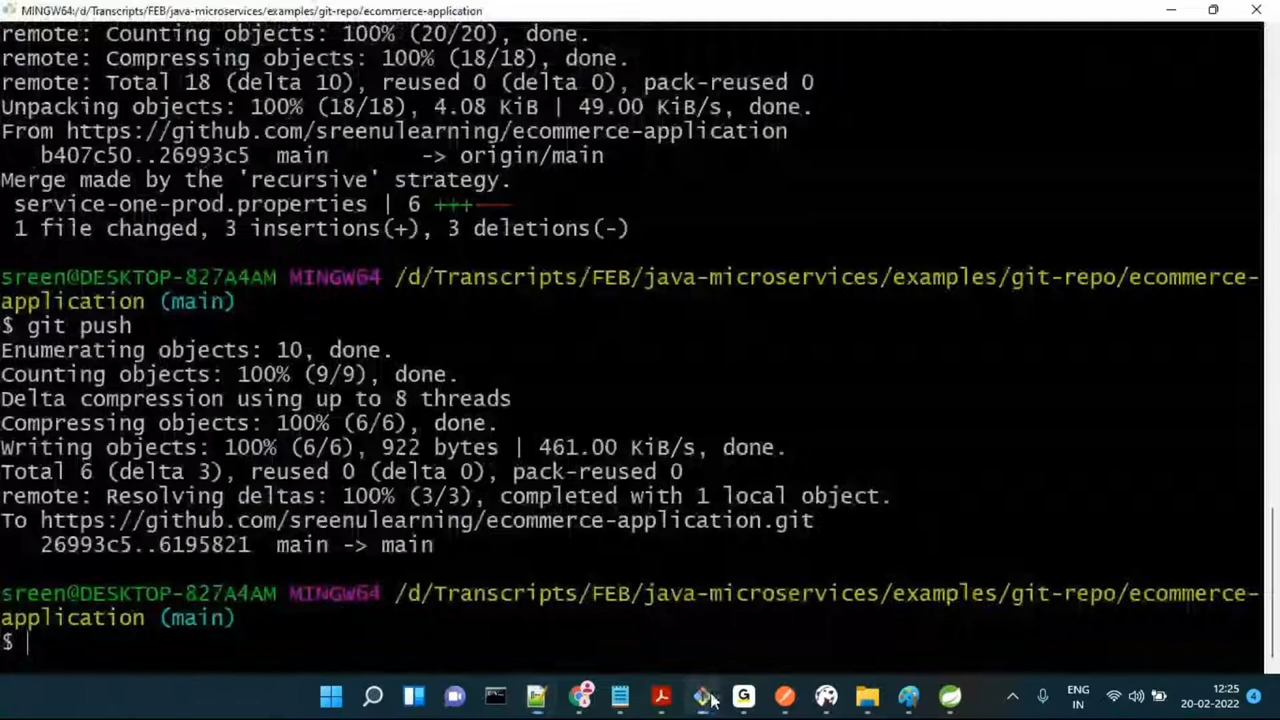 MINGW64:/d/Transcripts/FEB/java-microservices/examples/git-repo/ecommerce-application
remote: Counting objects: 100% (20/20), done.
remote: Compressing objects: 100% (18/18), done.
remote: Total 18 (delta 10), reused 0 (delta 0), pack-reused 0
Unpacking objects: 100% (18/18), 4.08 KiB | 49.00 KiB/s, done.
From https://github.com/sreenulearning/ecommerce-application
b407c50..26993c5  main       -> origin/main
Merge made by the 'recursive' strategy.
service-one-prod.properties | 6 +++---
1 file changed, 3 insertions(+), 3 deletions(-)
sreen@DESKTOP-827A4AM MINGW64 /d/Transcripts/FEB/java-microservices/examples/git-repo/ecommerce-
application (main)
$ git push
Enumerating objects: 10, done.
Counting objects: 100% (9/9), done.
Delta compression using up to 8 threads
Compressing objects: 100% (6/6), done.
Writing objects: 100% (6/6), 922 bytes | 461.00 KiB/s, done.
Total 6 (delta 3), reused 0 (delta 0), pack-reused 0
remote: Resolving deltas: 100% (3/3), completed with 1 local object.
To https://github.com/sreenulearning/ecommerce-application.git
26993c5..6195821  main -> main
sreen@DESKTOP-827A4AM MINGW64 /d/Transcripts/FEB/java-microservices/examples/git-repo/ecommerce-
application (main)
$
G
ENG
IN
12:25
20-02-2022
4